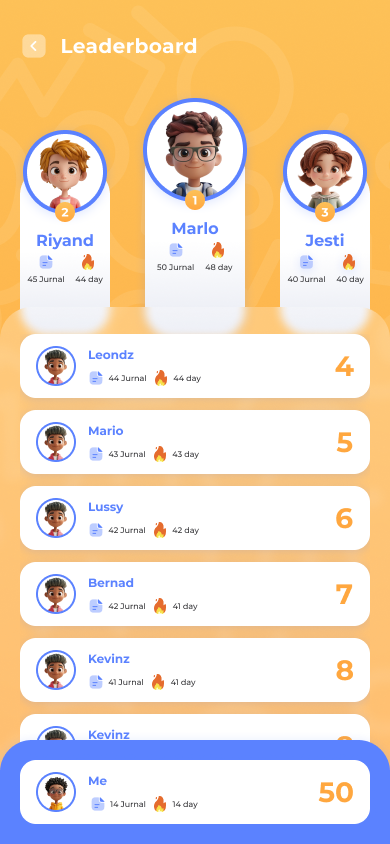 Leaderboard
1
2
3
Marlo
Riyand
Jesti
50 Jurnal 48 day
45 Jurnal 44 day
40 Jurnal 40 day
Leondz
44 Jurnal 44 day
4
Mario
43 Jurnal 43 day
5
Lussy
42 Jurnal 42 day
6
Bernad
42 Jurnal 41 day
7
Kevinz
41 Jurnal 41 day
8
Kevinz
Me
14 Jurnal 14 day
50